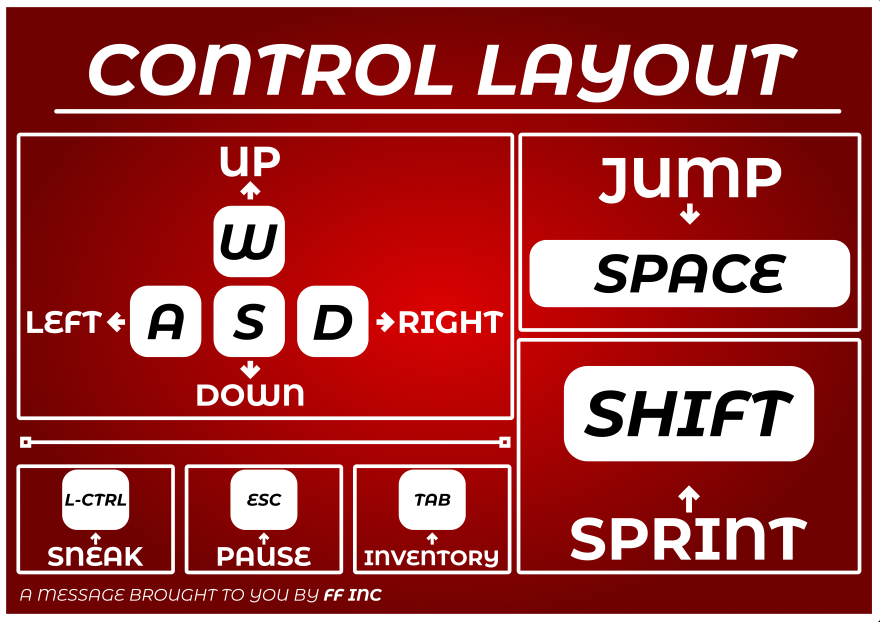 CONTROL LAYOUT
UP
W
LEFT A S D RIGHT
DOWN
JUMP
SPACE
SHIFT
SPRINT
L-CTRL
SNEAK
ESC
PAUSE
TAB
INVENTORY
A MESSAGE BROUGHT TO YOU BY FF INC